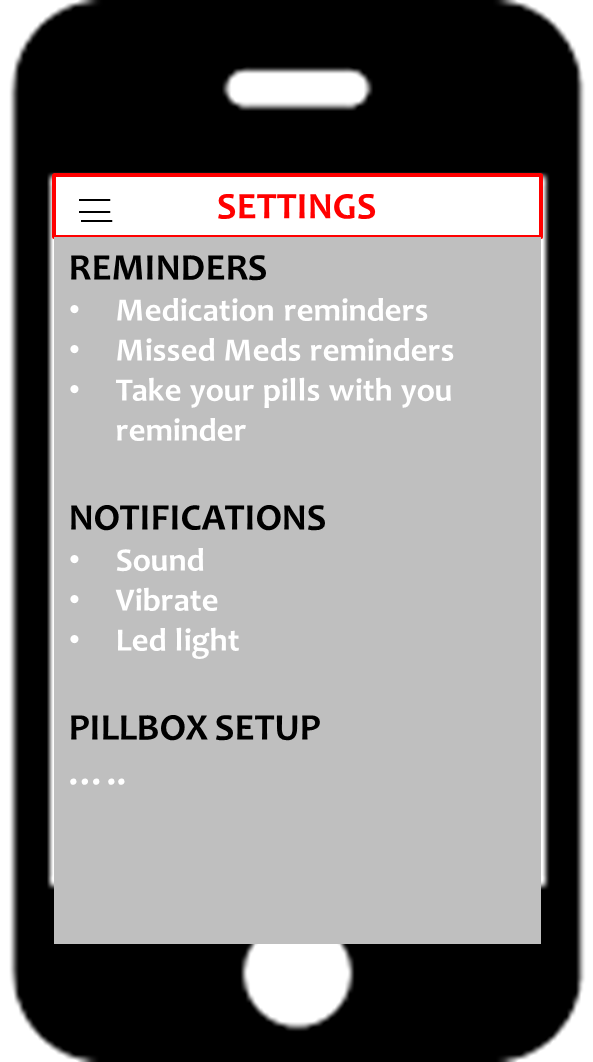 SETTINGS
REMINDERS
• Medication reminders
• Missed Meds reminders
• Take your pills with you
reminder
NOTIFICATIONS
• Sound
• Vibrate
• Led light
PILLBOX SETUP
.....